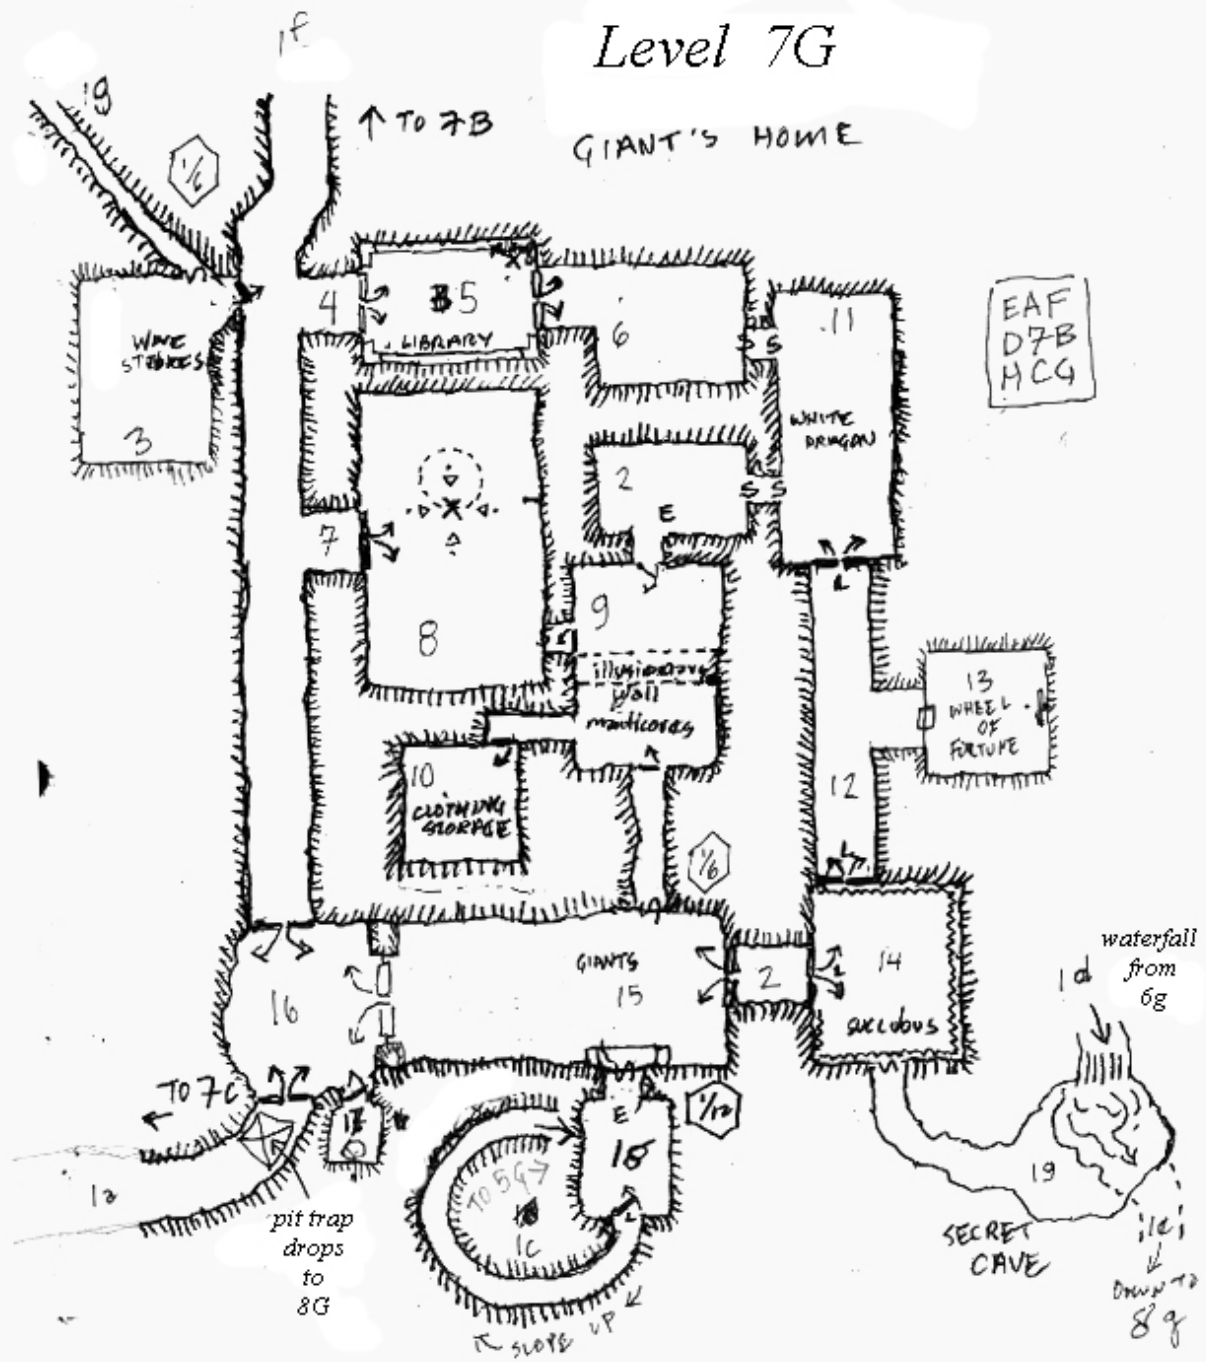 Level 7G
1f
1g
↑ TO 7B
GIANT'S HOME
1/6
4
5
LIBRARY
6
11
WHITE
DRAGON
EAF
D7B
HCG
WINE
STORES
3
S S
2
E
S S
7
8
9
illusionary
wall
manticores
S
L
13
WHEEL
OF
FORTUNE
12
10
CLOTHING
STORAGE
L
1/6
GIANTS
15
2
L
14
SUCCUBUS
16
waterfall
from
6g
1d
← TO 7C
1/12
E
18
L
TO 5G →
1c
1a
pit trap
drops
to
8G
19
SECRET
CAVE
1e
DOWN TO
8g
SLOPE UP